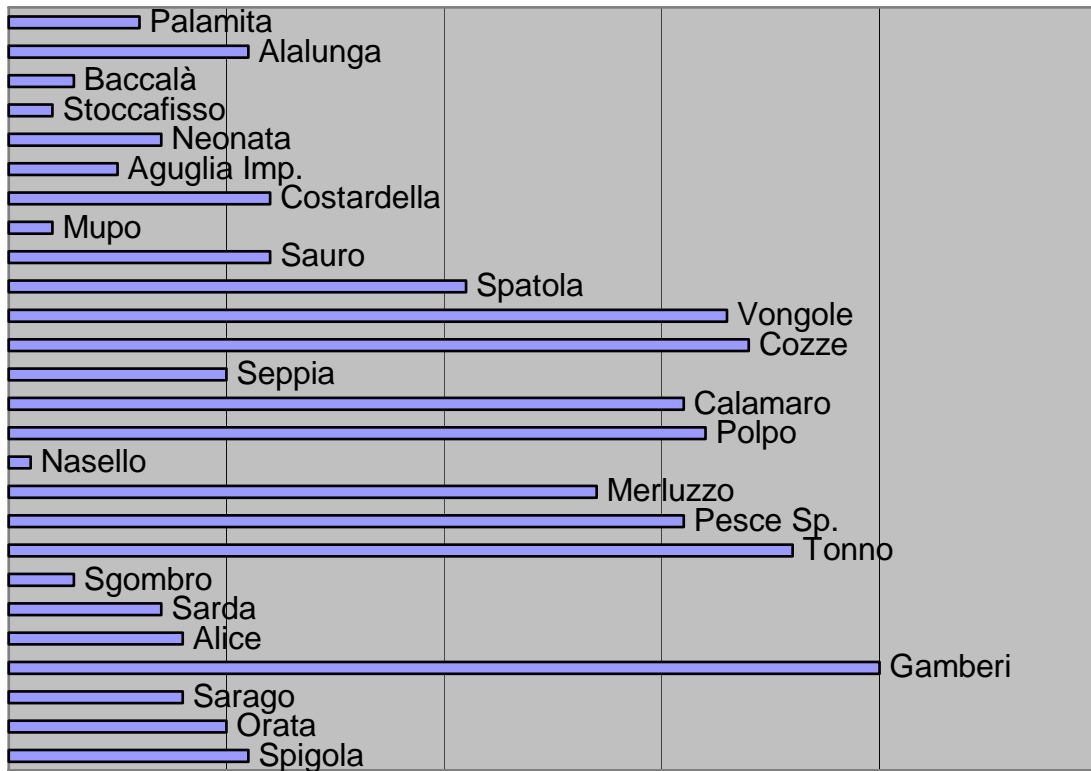 Palamita
Alalunga
Baccalà
Stoccafisso
Neonata
Aguglia Imp.
Costardella
Mupo
Sauro
Spatola
Vongole
Cozze
Seppia
Calamaro
Polpo
Nasello
Merluzzo
Pesce Sp.
Tonno
Sgombro
Sarda
Alice
Gamberi
Sarago
Orata
Spigola